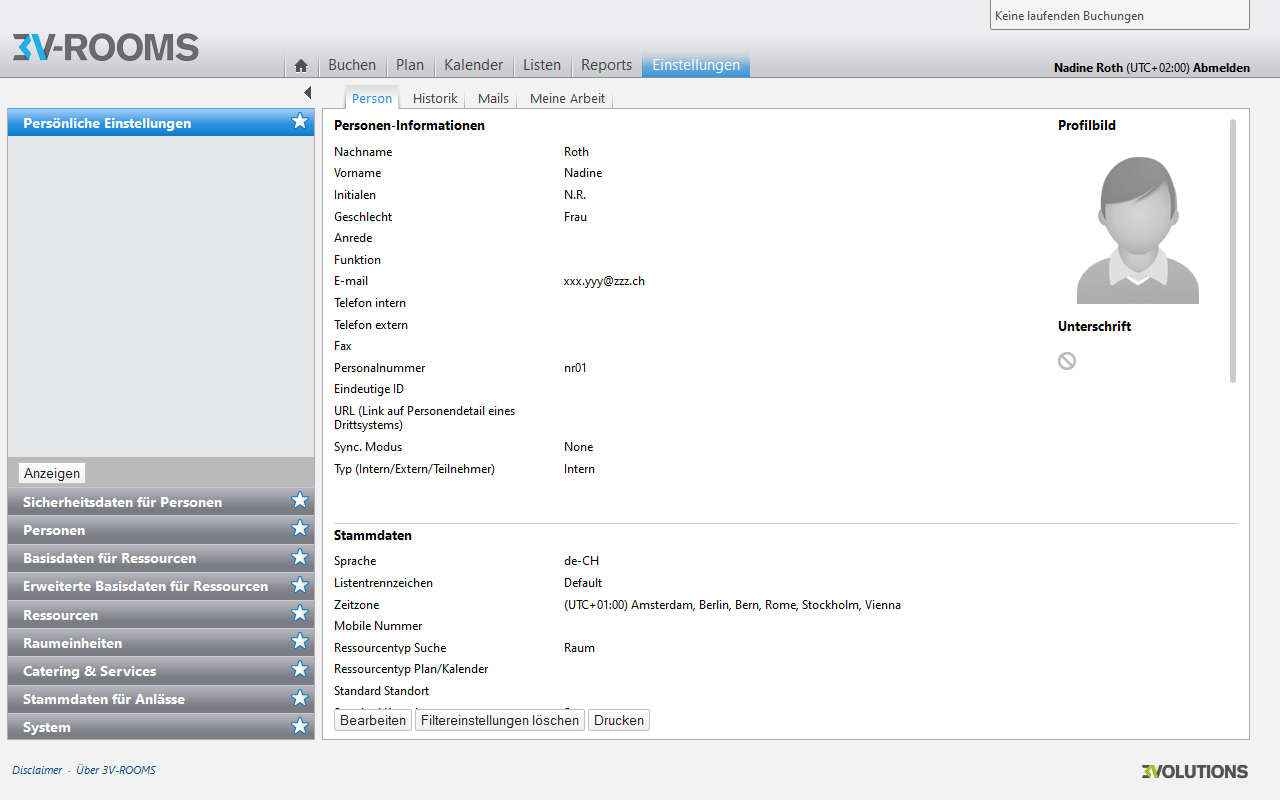 Keine laufenden Buchungen
3V-ROOMS
Buchen Plan Kalender Listen Reports Einstellungen
Nadine Roth (UTC+02:00) Abmelden
Person Historik Mails Meine Arbeit
Persönliche Einstellungen
Anzeigen
Sicherheitsdaten für Personen
Personen
Basisdaten für Ressourcen
Erweiterte Basisdaten für Ressourcen
Ressourcen
Raumeinheiten
Catering & Services
Stammdaten für Anlässe
System
Personen-Informationen
Nachname Roth
Vorname Nadine
Initialen N.R.
Geschlecht Frau
Anrede
Funktion
E-mail xxx.yyy@zzz.ch
Telefon intern
Telefon extern
Fax
Personalnummer nr01
Eindeutige ID
URL (Link auf Personendetail eines
Drittsystems)
Sync. Modus None
Typ (Intern/Extern/Teilnehmer) Intern
Profilbild
Unterschrift
Stammdaten
Sprache de-CH
Listentrennzeichen Default
Zeitzone (UTC+01:00) Amsterdam, Berlin, Bern, Rome, Stockholm, Vienna
Mobile Nummer
Ressourcentyp Suche Raum
Ressourcentyp Plan/Kalender
Standard Standort
Bearbeiten Filtereinstellungen löschen Drucken
Disclaimer - Über 3V-ROOMS
3VOLUTIONS